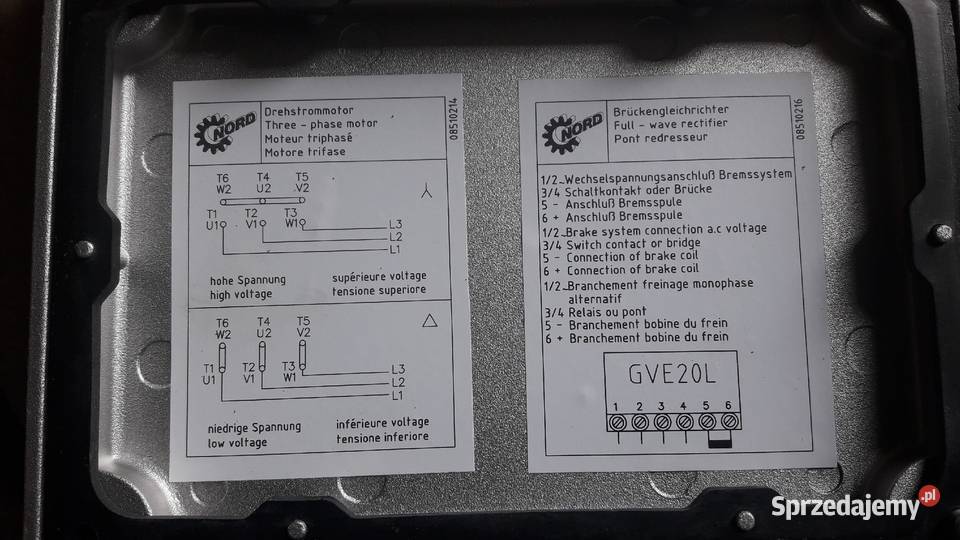 NORD
Drehstrommotor
Three - phase motor
Moteur triphasé
Motore trifase
08510214
T6 T4 T5
W2 U2 V2
T1 T2 T3
U1 V1 W1
L3
L2
L1
hohe Spannung
high voltage
supérieure voltage
tensione superiore
T6 T4 T5
W2 U2 V2
T1 T2 T3
U1 V1 W1
L3
L2
L1
niedrige Spannung
low voltage
inférieure voltage
tensione inferiore
NORD
Brückengleichrichter
Full - wave rectifier
Pont redresseur
08510216
1/2~Wechselspannungsanschluß Bremssystem
3/4 Schaltkontakt oder Brücke
5 - Anschluß Bremsspule
6 + Anschluß Bremsspule
1/2~Brake system connection a.c voltage
3/4 Switch contact or bridge
5 - Connection of brake coil
6 + Connection of brake coil
1/2~Branchement freinage monophase
alternatif
3/4 Relais ou pont
5 - Branchement bobine du frein
6 + Branchement bobine du frein
GVE20L
1 2 3 4 5 6
Sprzedajemy.pl